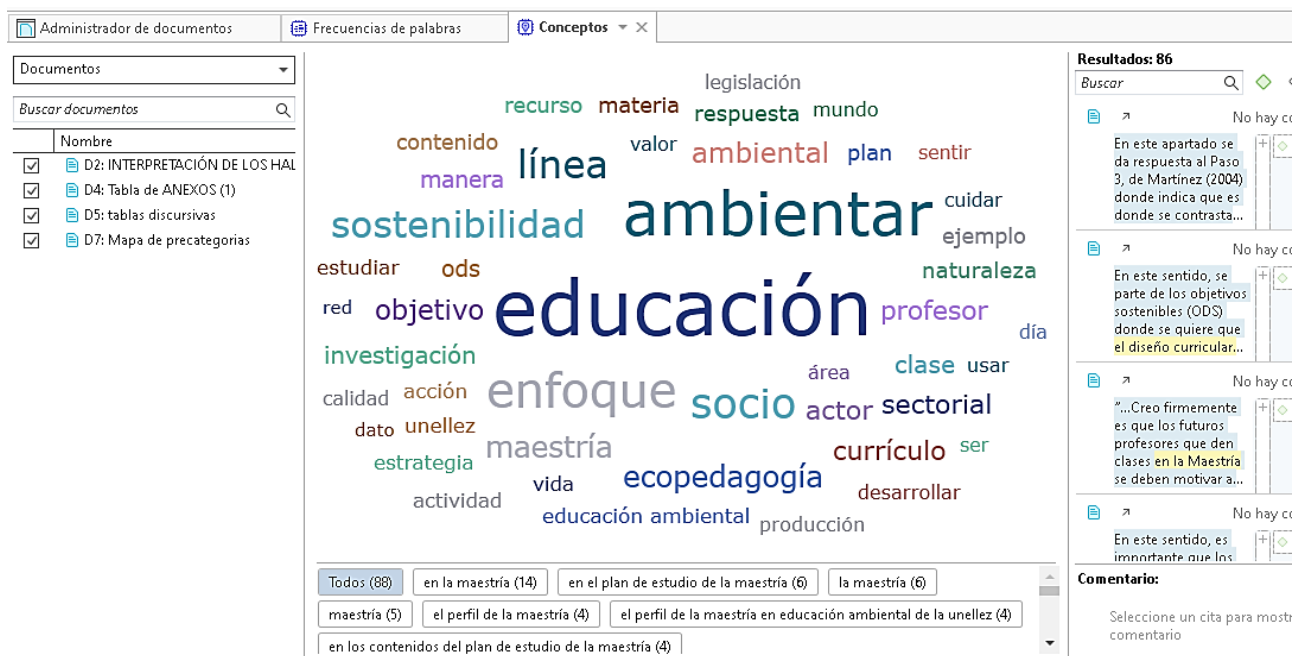 Administrador de documentos
Frecuencias de palabras
Conceptos
Documentos
Buscar documentos
Nombre
D2: INTERPRETACIÓN DE LOS HAL
D4: Tabla de ANEXOS (1)
D5: tablas discursivas
D7: Mapa de precategorias
legislación
recurso materia respuesta mundo
contenido línea valor ambiental plan sentir
manera ambientar cuidar
sostenibilidad ejemplo
estudiar ods naturaleza
red objetivo educación profesor día
investigación clase usar
calidad acción enfoque socio área actor sectorial
dato unellez maestría currículo ser
estrategia vida ecopedagogía desarrollar
actividad educación ambiental producción
Todos (88) en la maestría (14) en el plan de estudio de la maestría (6) la maestría (6)
maestría (5) el perfil de la maestría (4) el perfil de la maestría en educación ambiental de la unellez (4)
en los contenidos del plan de estudio de la maestría (4)
Resultados: 86
Buscar
No hay co
En este apartado se
da respuesta al Paso
3, de Martínez (2004)
donde indica que es
donde se contrasta...
No hay co
En este sentido, se
parte de los objetivos
sostenibles (ODS)
donde se quiere que
el diseño curricular...
No hay co
"...Creo firmemente
es que los futuros
profesores que den
clases en la Maestría
se deben motivar a...
No hay co
En este sentido, es
importante que los
Comentario:
Seleccione un cita para mostr
comentario